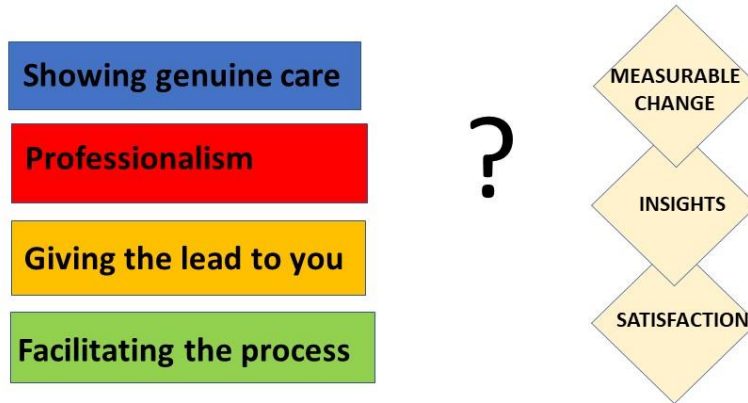 Showing genuine care
Professionalism
Giving the lead to you
Facilitating the process
?
MEASURABLE
CHANGE
INSIGHTS
SATISFACTION